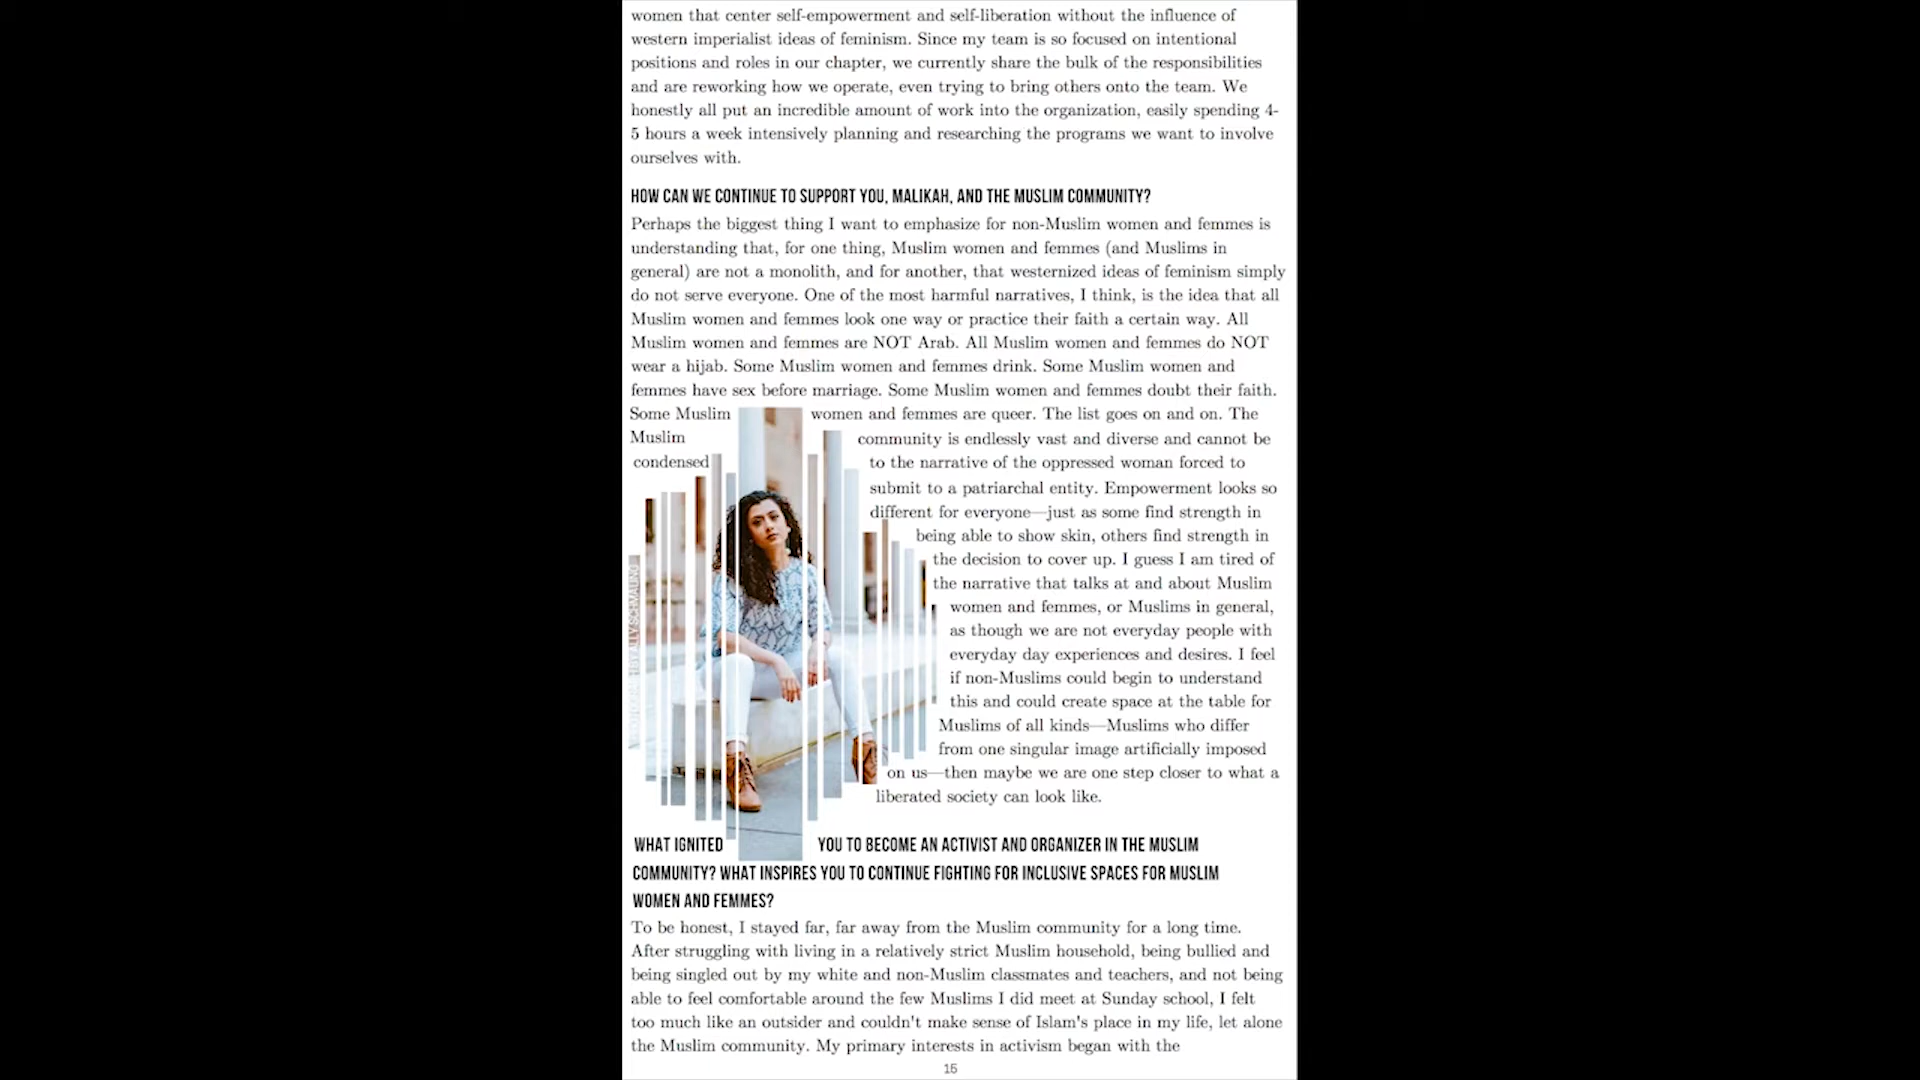 women that center self-empowerment and self-liberation without the influence of
western imperialist ideas of feminism. Since my team is so focused on intentional
positions and roles in our chapter, we currently share the bulk of the responsibilities
and are reworking how we operate, even trying to bring others onto the team. We
honestly all put an incredible amount of work into the organization, easily spending 4-
5 hours a week intensively planning and researching the programs we want to involve
ourselves with.
HOW CAN WE CONTINUE TO SUPPORT YOU, MALIKAH, AND THE MUSLIM COMMUNITY?
Perhaps the biggest thing I want to emphasize for non-Muslim women and femmes is
understanding that, for one thing, Muslim women and femmes (and Muslims in
general) are not a monolith, and for another, that westernized ideas of feminism simply
do not serve everyone. One of the most harmful narratives, I think, is the idea that all
Muslim women and femmes look one way or practice their faith a certain way. All
Muslim women and femmes are NOT Arab. All Muslim women and femmes do NOT
wear a hijab. Some Muslim women and femmes drink. Some Muslim women and
femmes have sex before marriage. Some Muslim women and femmes doubt their faith.
Some Muslim women and femmes are queer. The list goes on and on. The
Muslim community is endlessly vast and diverse and cannot be
condensed to the narrative of the oppressed woman forced to
submit to a patriarchal entity. Empowerment looks so
different for everyone—just as some find strength in
being able to show skin, others find strength in
the decision to cover up. I guess I am tired of
the narrative that talks at and about Muslim
women and femmes, or Muslims in general,
as though we are not everyday people with
everyday day experiences and desires. I feel
if non-Muslims could begin to understand
this and could create space at the table for
Muslims of all kinds—Muslims who differ
from one singular image artificially imposed
on us—then maybe we are one step closer to what a
liberated society can look like.
BY ALLY SCHMALING
WHAT IGNITED YOU TO BECOME AN ACTIVIST AND ORGANIZER IN THE MUSLIM
COMMUNITY? WHAT INSPIRES YOU TO CONTINUE FIGHTING FOR INCLUSIVE SPACES FOR MUSLIM
WOMEN AND FEMMES?
To be honest, I stayed far, far away from the Muslim community for a long time.
After struggling with living in a relatively strict Muslim household, being bullied and
being singled out by my white and non-Muslim classmates and teachers, and not being
able to feel comfortable around the few Muslims I did meet at Sunday school, I felt
too much like an outsider and couldn't make sense of Islam's place in my life, let alone
the Muslim community. My primary interests in activism began with the
15